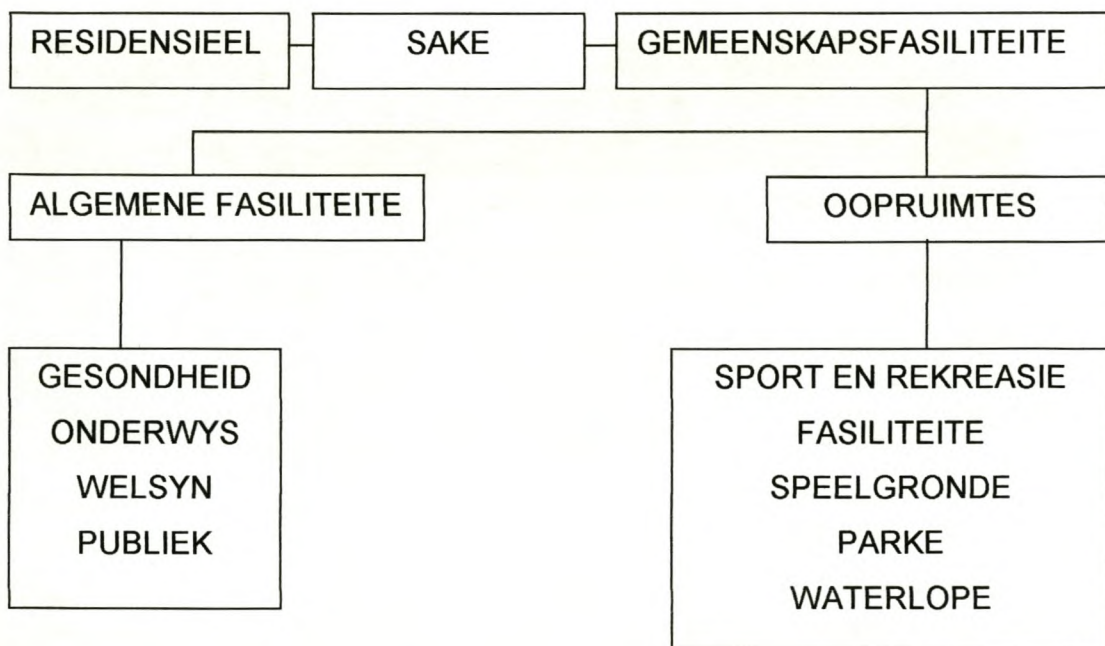 RESIDENSIEEL
SAKE
GEMEENSKAPSFASILITEITE
ALGEMENE FASILITEITE
OOPRUIMTES
GESONDHEID
ONDERWYS
WELSYN
PUBLIEK
SPORT EN REKREASIE
FASILITEITE
SPEELGRONDE
PARKE
WATERLOPE